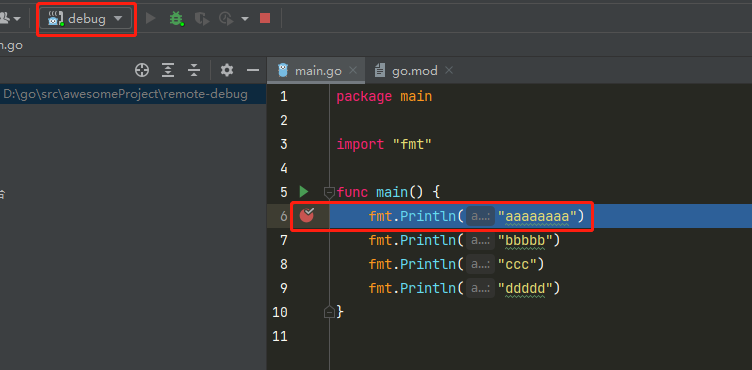 debug
n.go
main.go
go.mod
D:\go\src\awesomeProject\remote-debug
1 package main
2
3 import "fmt"
4
5 func main() {
6 fmt.Println( a...: "aaaaaaaa")
7 fmt.Println( a...: "bbbbb")
8 fmt.Println( a...: "ccc")
9 fmt.Println( a...: "ddddd")
10 }
11